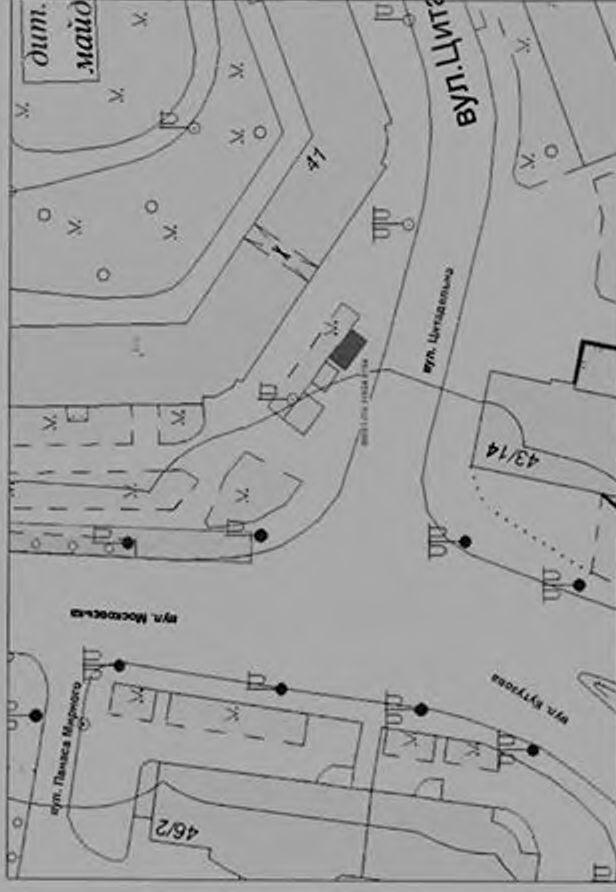 дит.
майд
вул.Цита
41
вул. Цитадельна
43/14
вул. Московська
вул. Кутузова
вул. Панаса Мирного
46/2